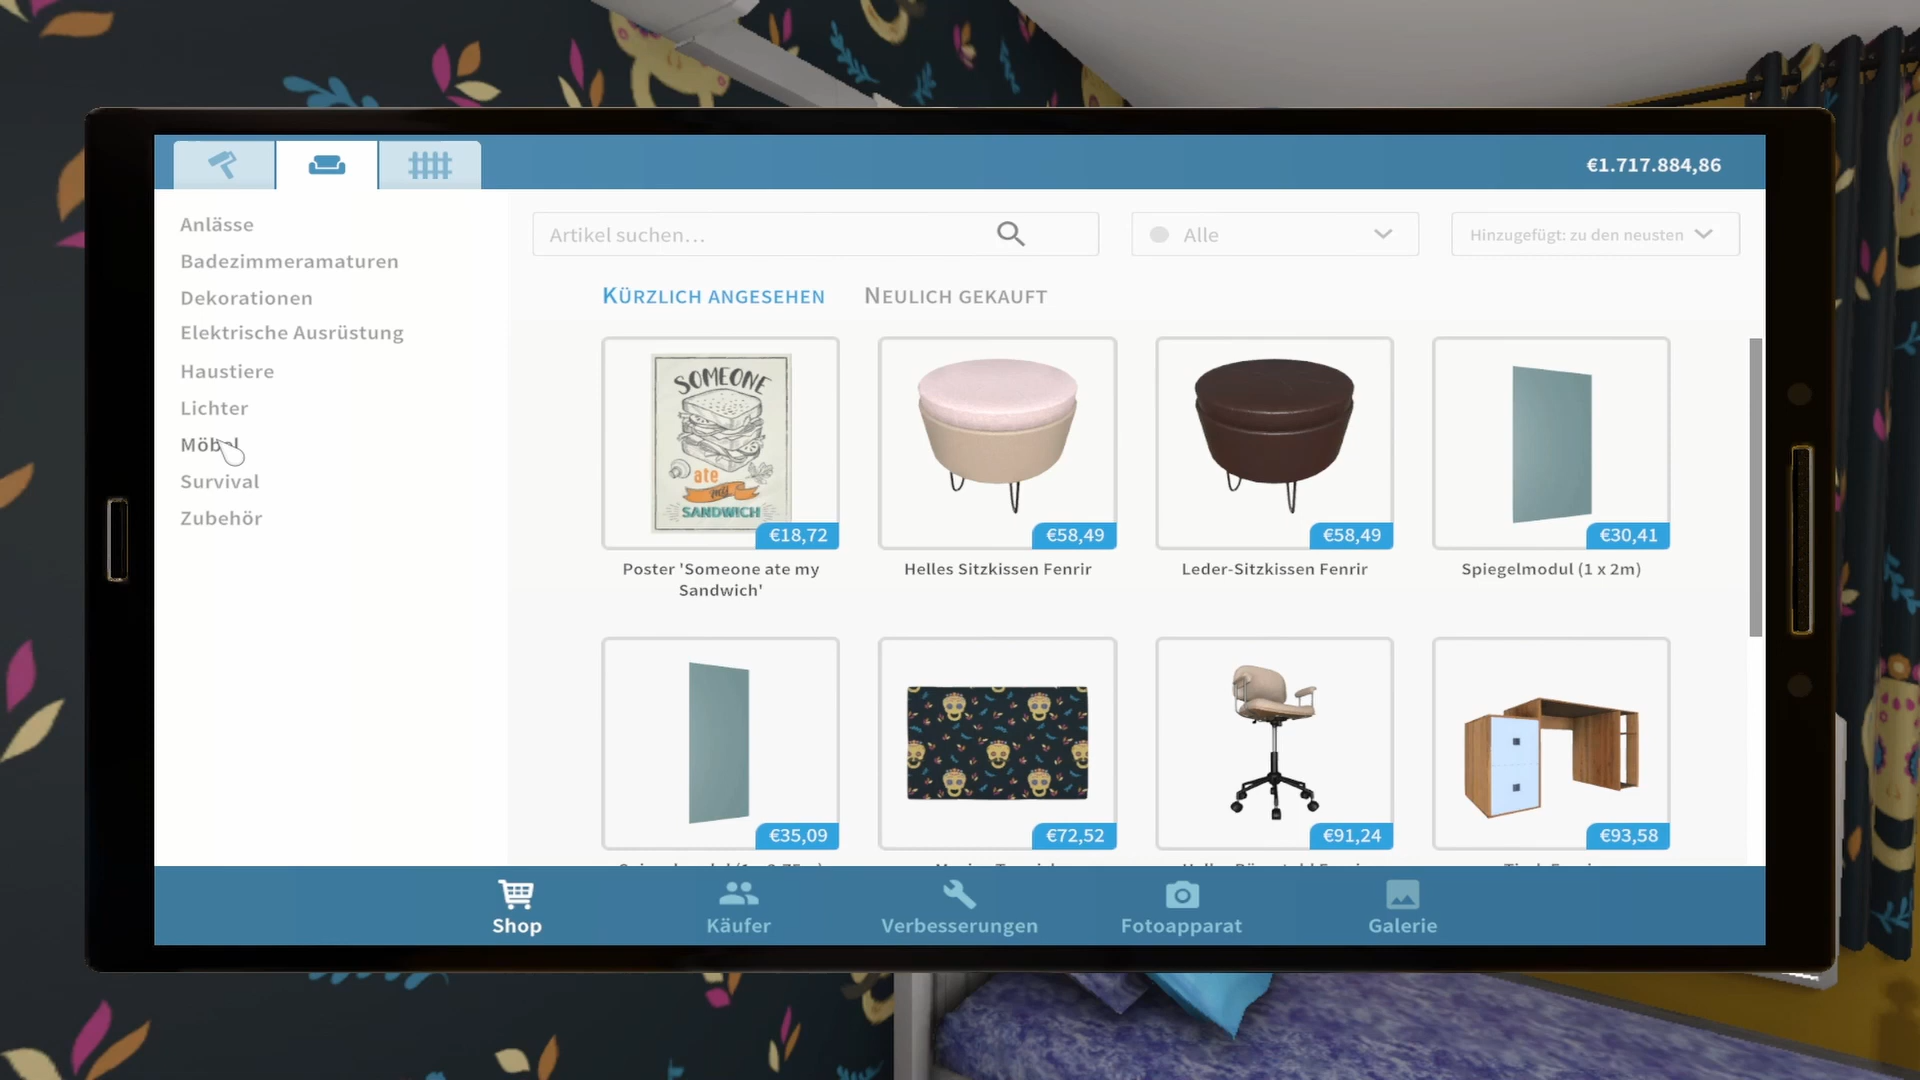 €1.717.884,86
Anlässe
Badezimmeramaturen
Dekorationen
Elektrische Ausrüstung
Haustiere
Lichter
Möbel
Survival
Zubehör
Artikel suchen...
Alle
Hinzugefügt: zu den neusten
KÜRZLICH ANGESEHEN
NEULICH GEKAUFT
SOMEONE
ate
my
SANDWICH
€18,72
€58,49
€58,49
€30,41
Poster 'Someone ate my
Sandwich'
Helles Sitzkissen Fenrir
Leder-Sitzkissen Fenrir
Spiegelmodul (1 x 2m)
€35,09
€72,52
€91,24
€93,58
Shop
Käufer
Verbesserungen
Fotoapparat
Galerie